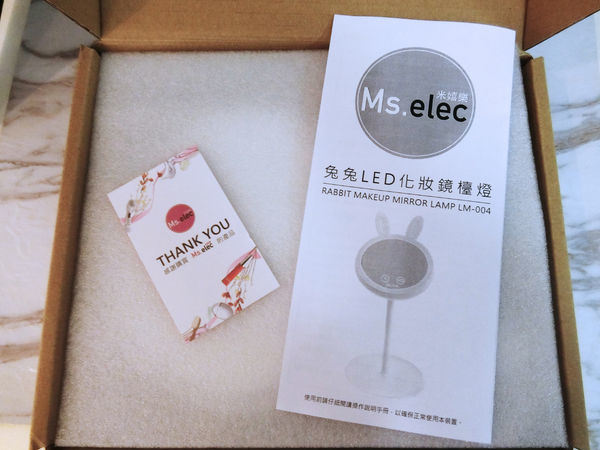 Ms.elec
THANK YOU
感謝購買 Ms.elec 的產品
米嬉樂
Ms.elec
兔兔LED化妝鏡檯燈
RABBIT MAKEUP MIRROR LAMP LM-004
使用前請仔細閱讀操作說明手冊，以確保正常使用本裝置。